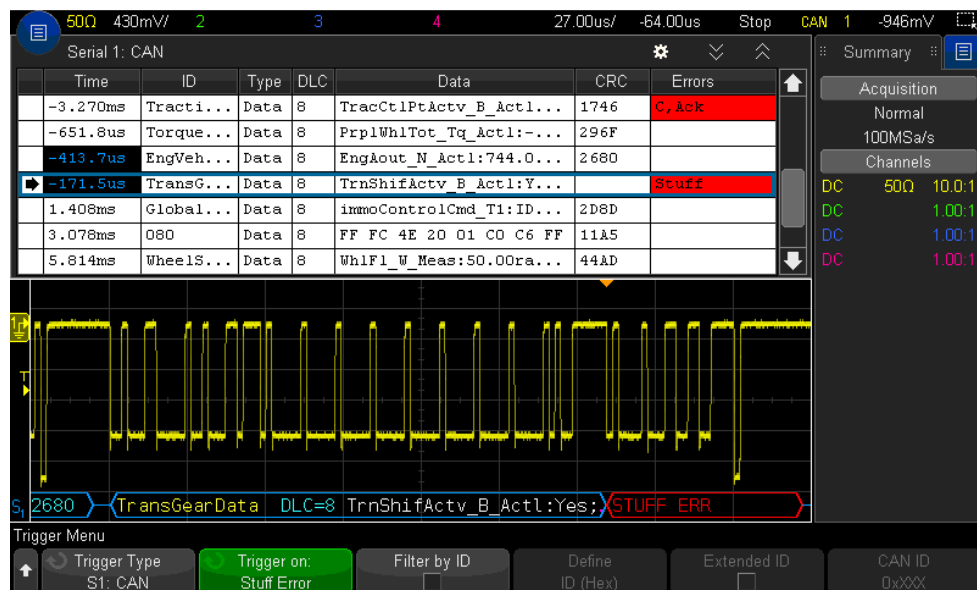 50Ω 430mV/ 2 3 4 27.00us/ -64.00us Stop CAN 1 -946mV
Serial 1: CAN
Summary
Time ID Type DLC Data CRC Errors
-3.270ms Tracti... Data 8 TracCtlPtActv_B_Actl... 1746 C,Ack
-651.8us Torque... Data 8 PrplWhlTot_Tq_Actl:-... 296F
-413.7us EngVeh... Data 8 EngAout_N_Actl:744.0... 2680
-171.5us TransG... Data 8 TrnShifActv_B_Actl:Y... Stuff
1.408ms Global... Data 8 immoControlCmd_T1:ID... 2D8D
3.078ms 080 Data 8 FF FC 4E 20 01 C0 C6 FF 11A5
5.814ms WheelS... Data 8 WhlFl_W_Meas:50.00ra... 44AD
Acquisition
Normal
100MSa/s
Channels
DC 50Ω 10.0:1
DC 1.00:1
DC 1.00:1
DC 1.00:1
1
T
S1 2680 TransGearData DLC=8 TrnShifActv_B_Actl:Yes; STUFF ERR
Trigger Menu
Trigger Type
S1: CAN
Trigger on:
Stuff Error
Filter by ID
Define
ID (Hex)
Extended ID
CAN ID
0xXXX